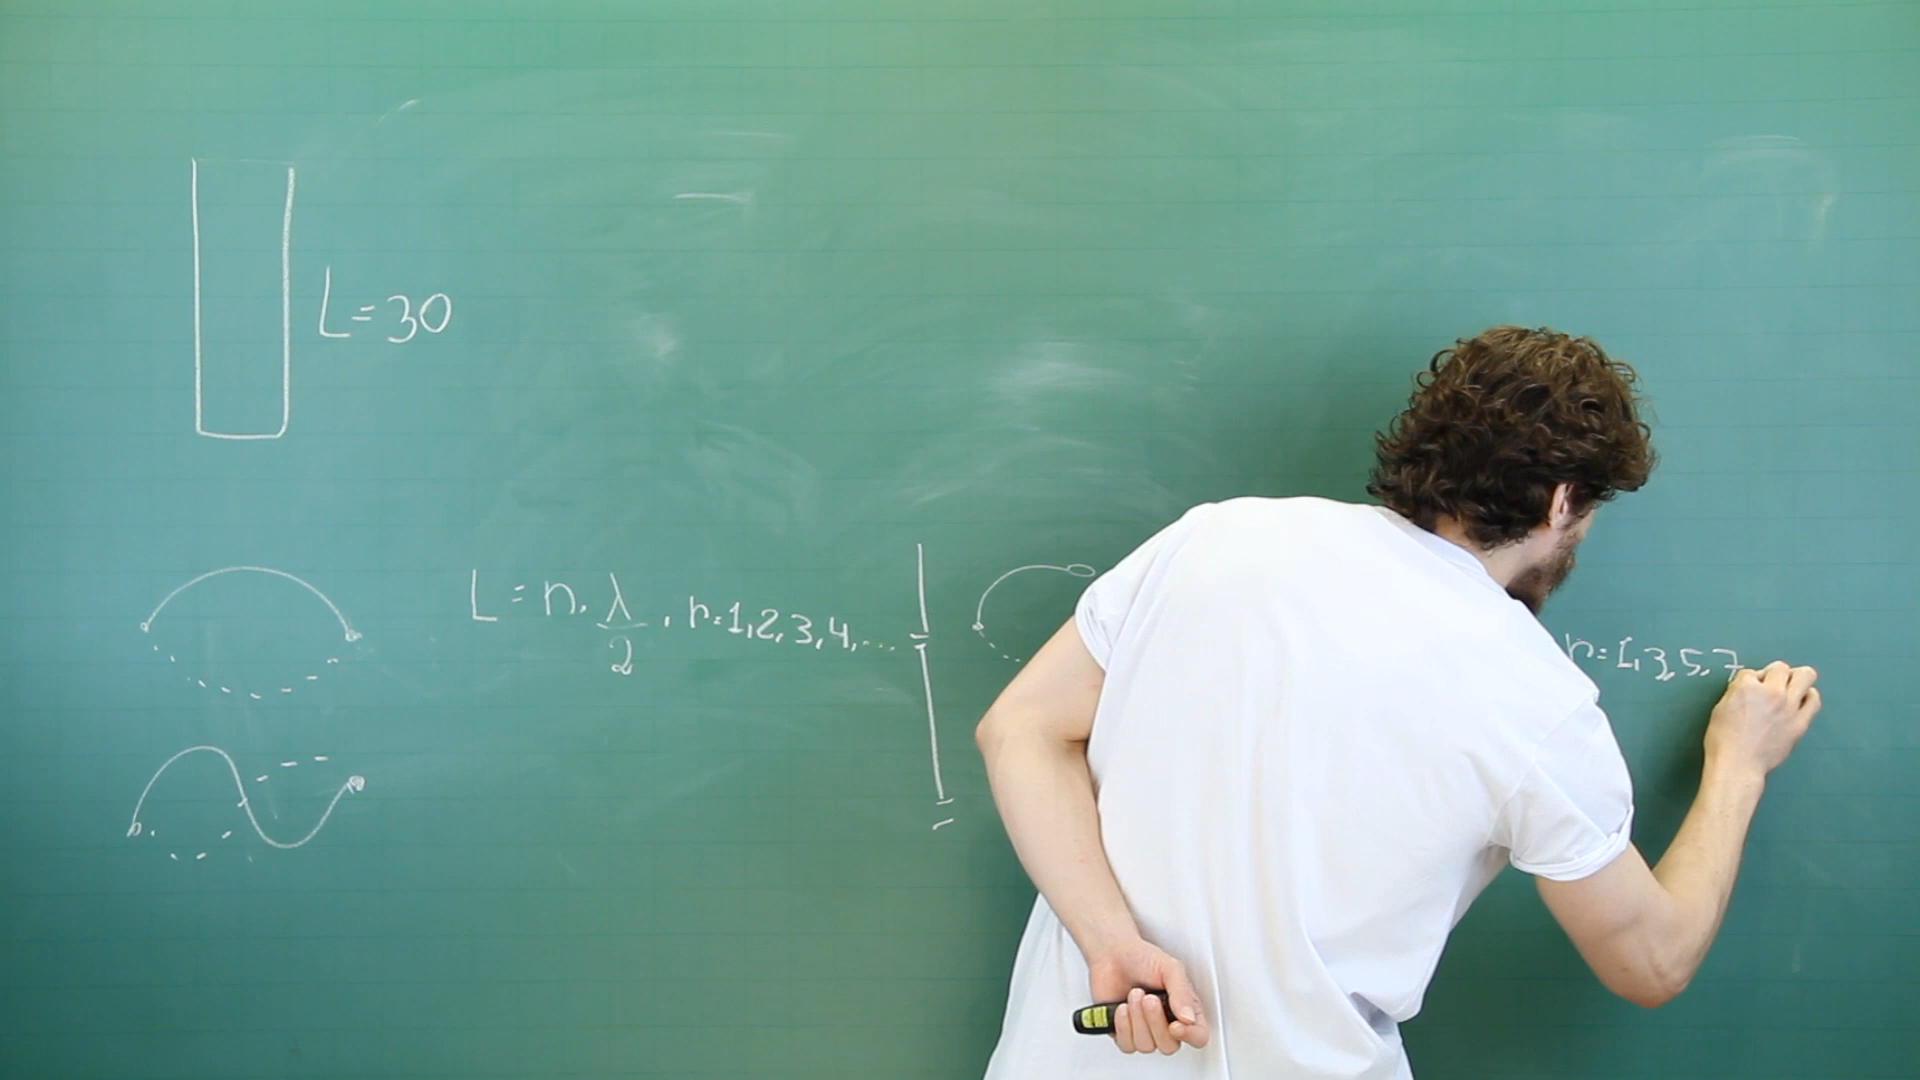 L=30
L = n. λ/2 , n=1,2,3,4,...
n=1,3,5,7